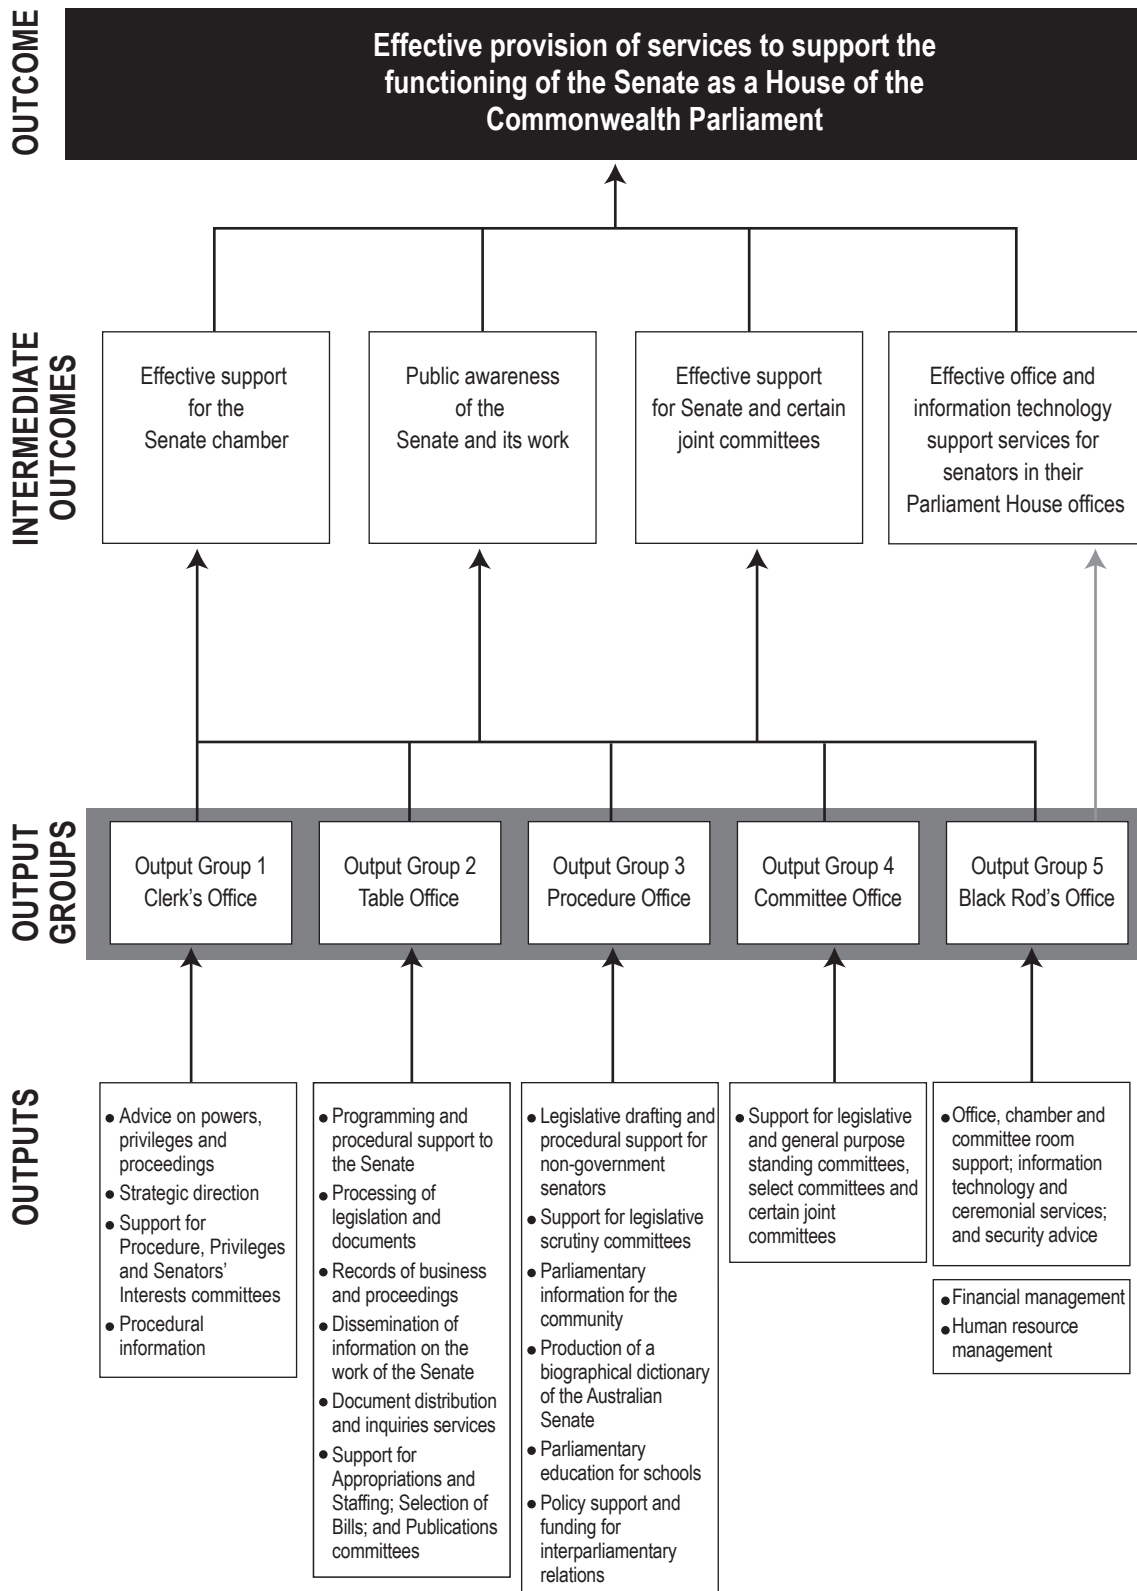 OUTCOME
Effective provision of services to support the
functioning of the Senate as a House of the
Commonwealth Parliament
INTERMEDIATE
OUTCOMES
Effective support
for the
Senate chamber
Public awareness
of the
Senate and its work
Effective support
for Senate and certain
joint committees
Effective office and
information technology
support services for
senators in their
Parliament House offices
OUTPUT
GROUPS
Output Group 1
Clerk's Office
Output Group 2
Table Office
Output Group 3
Procedure Office
Output Group 4
Committee Office
Output Group 5
Black Rod's Office
OUTPUTS
• Advice on powers,
privileges and
proceedings
• Strategic direction
• Support for
Procedure, Privileges
and Senators'
Interests committees
• Procedural
information
• Programming and
procedural support to
the Senate
• Processing of
legislation and
documents
• Records of business
and proceedings
• Dissemination of
information on the
work of the Senate
• Document distribution
and inquiries services
• Support for
Appropriations and
Staffing; Selection of
Bills; and Publications
committees
• Legislative drafting and
procedural support for
non-government
senators
• Support for legislative
scrutiny committees
• Parliamentary
information for the
community
• Production of a
biographical dictionary
of the Australian
Senate
• Parliamentary
education for schools
• Policy support and
funding for
interparliamentary
relations
• Support for legislative
and general purpose
standing committees,
select committees and
certain joint
committees
• Office, chamber and
committee room
support; information
technology and
ceremonial services;
and security advice
• Financial management
• Human resource
management